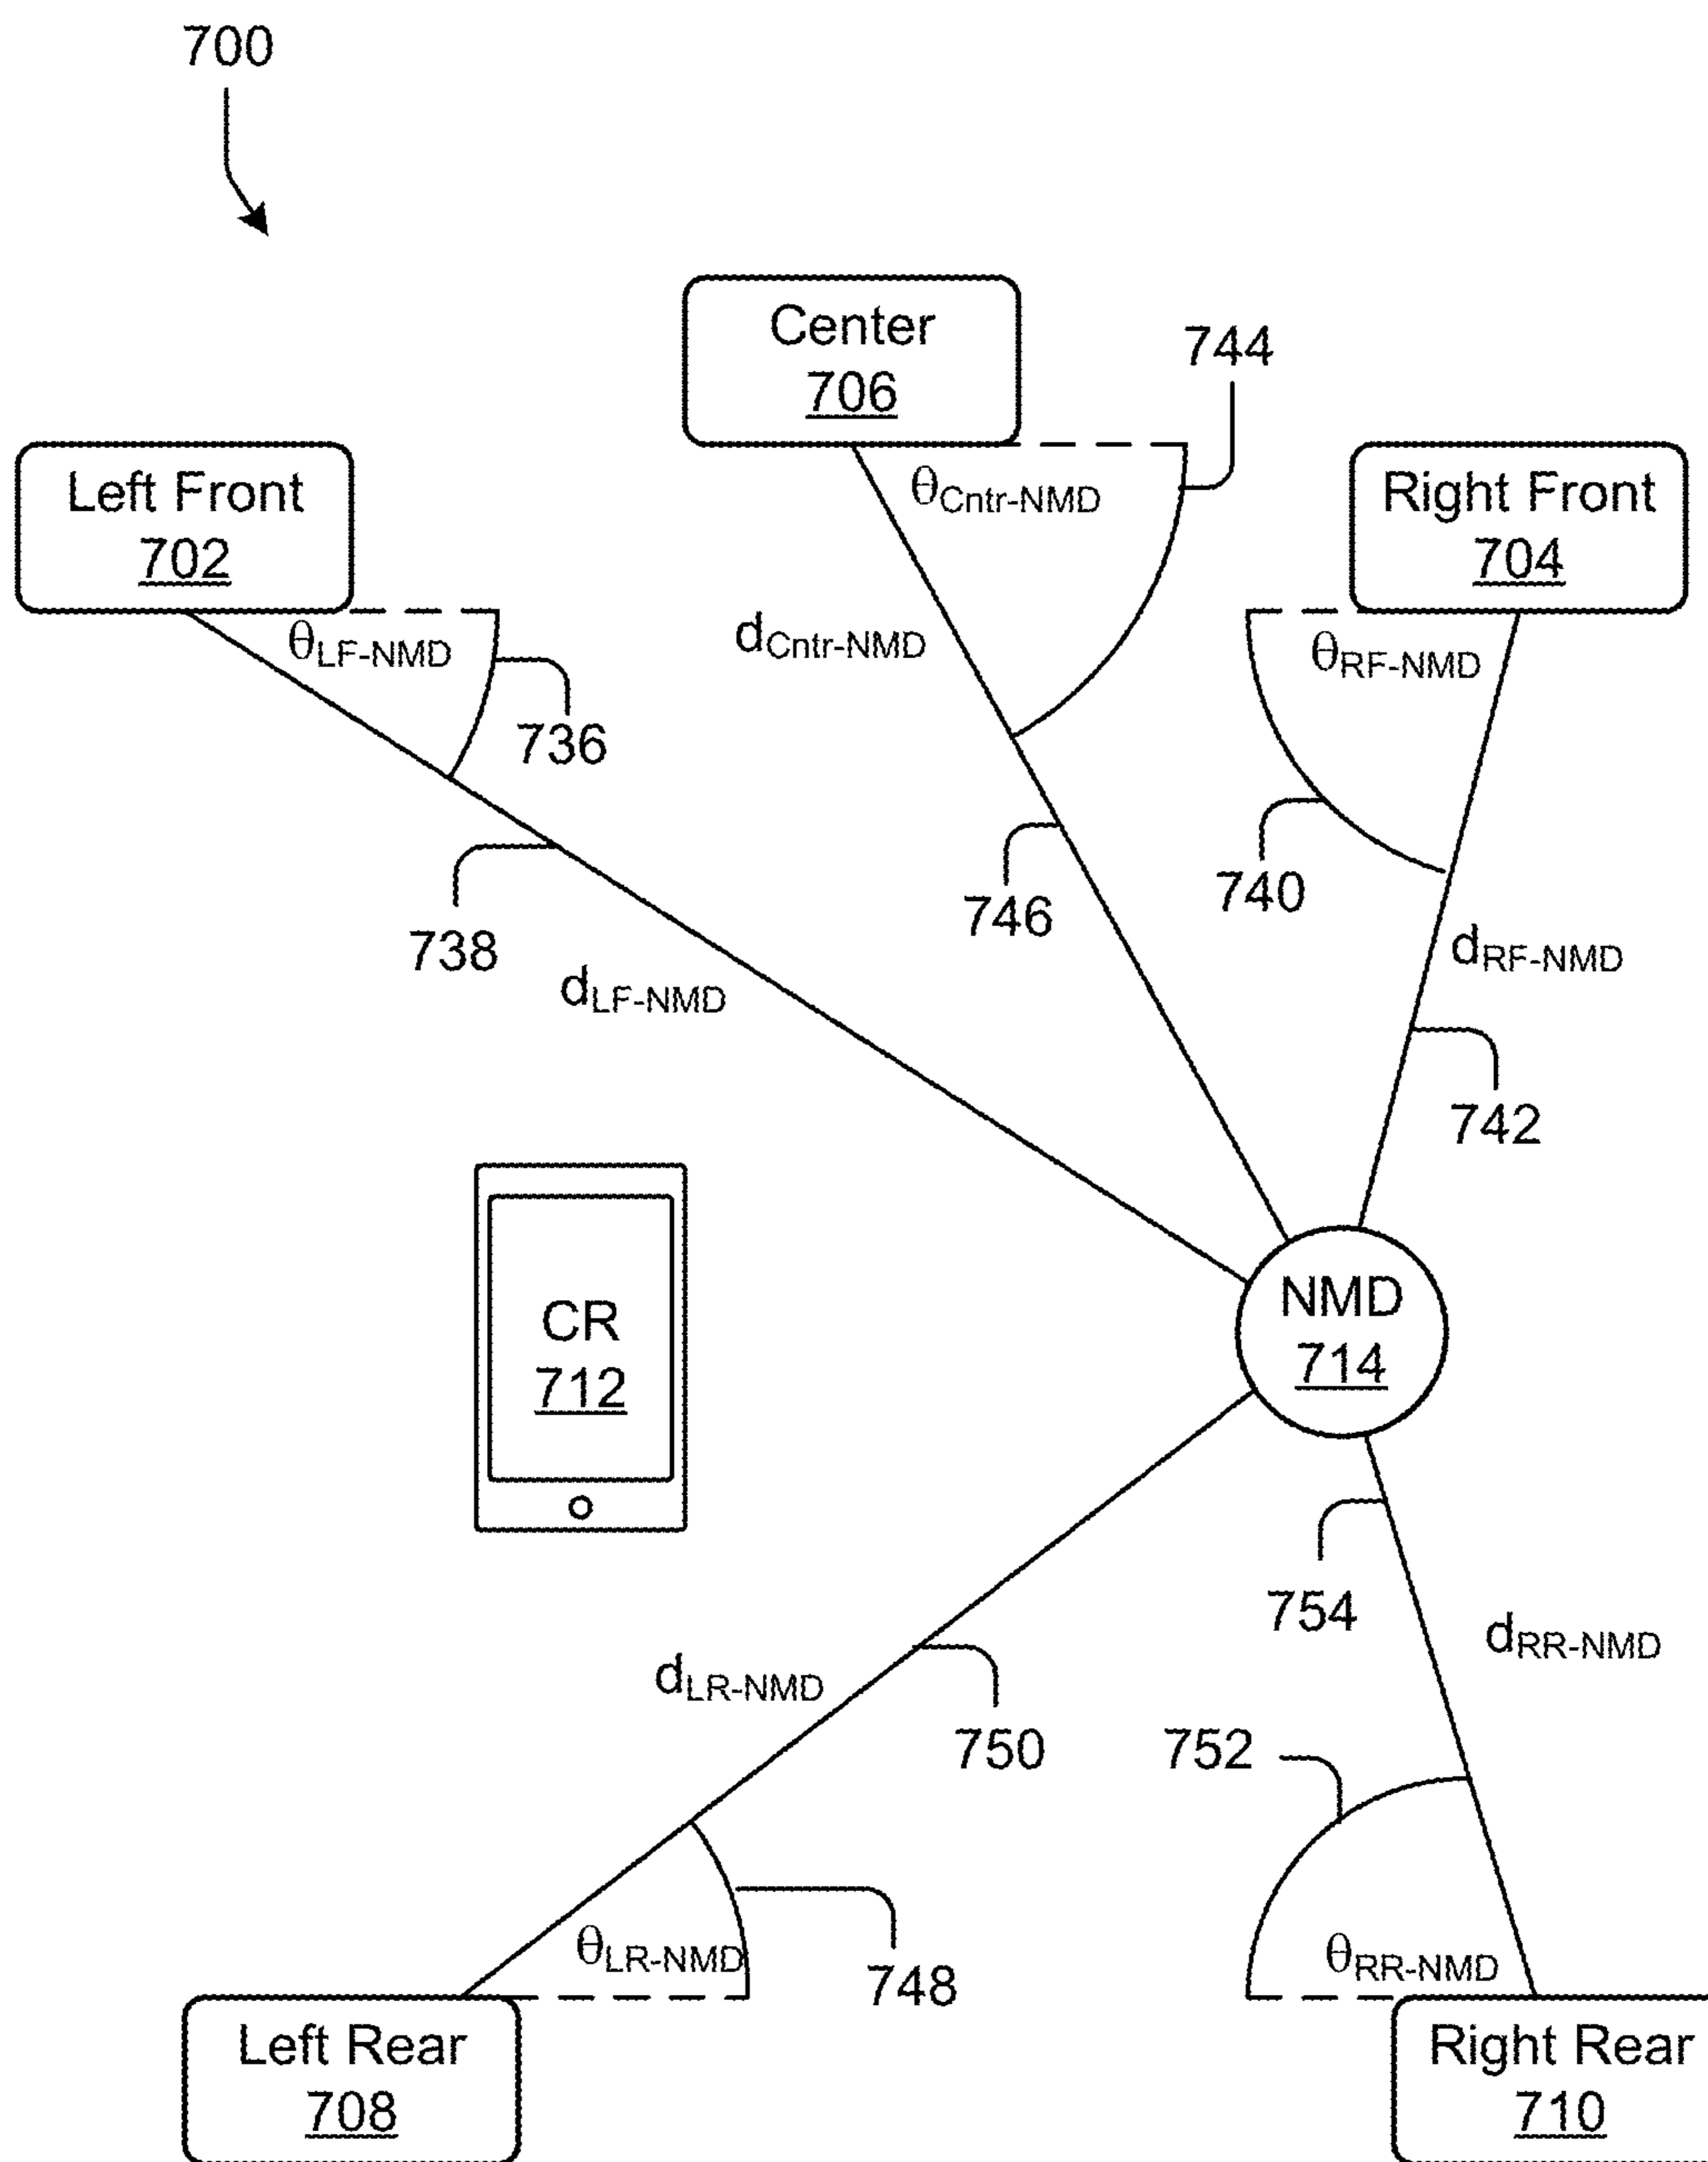 700
Center
706
744
Left Front
702
θCntr-NMD
Right Front
704
θLF-NMD
dCntr-NMD
θRF-NMD
736
738
746
740
dLF-NMD
dRF-NMD
742
NMD
714
CR
712
754
dLR-NMD
dRR-NMD
750
752
θLR-NMD
748
θRR-NMD
Left Rear
708
Right Rear
710